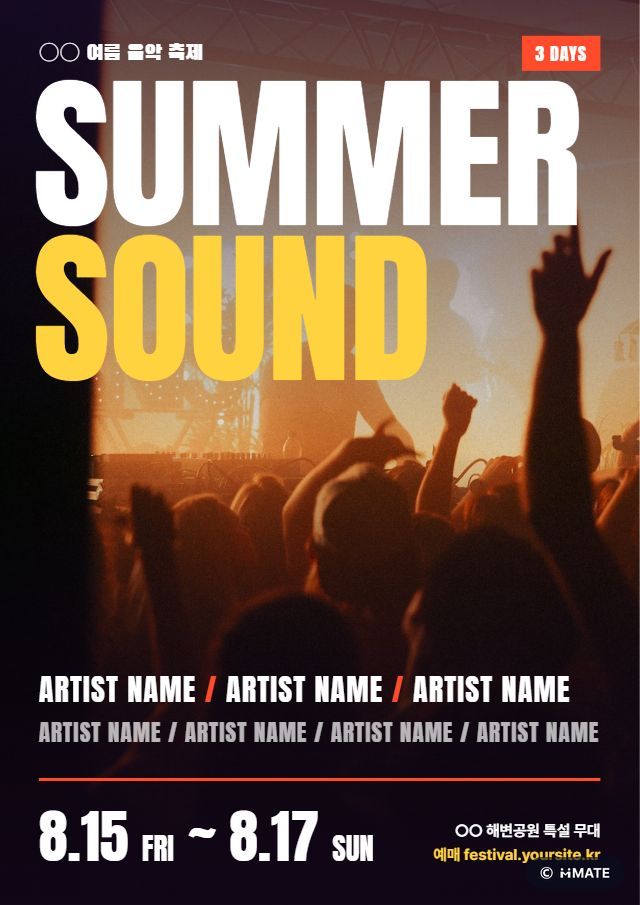 ○○ 여름 음악 축제
3 DAYS
SUMMER
SOUND
ARTIST NAME / ARTIST NAME / ARTIST NAME
ARTIST NAME / ARTIST NAME / ARTIST NAME / ARTIST NAME
8.15 FRI ~ 8.17 SUN
○○ 해변공원 특설 무대
예매 festival.yoursite.kr
© MMATE